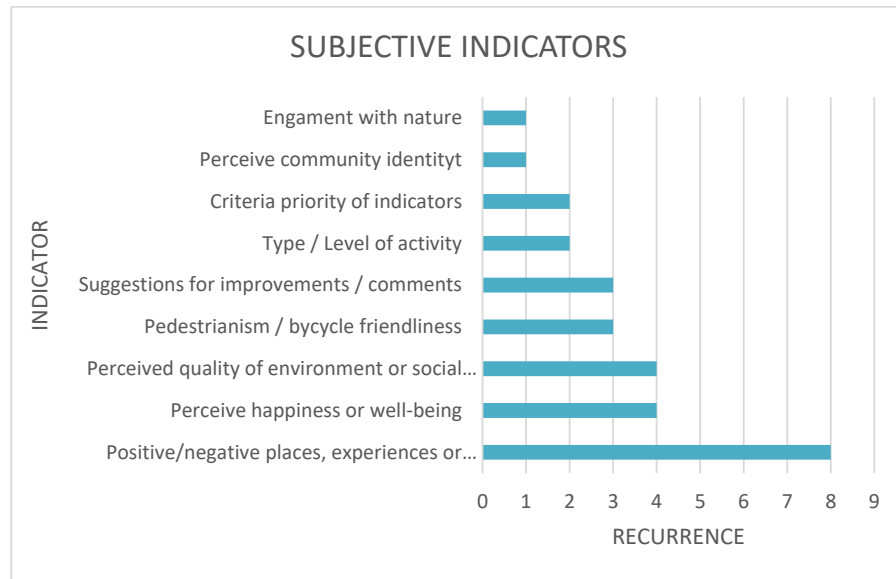 SUBJECTIVE INDICATORS
Engament with nature
Perceive community identityt
Criteria priority of indicators
Type / Level of activity
Suggestions for improvements / comments
Pedestrianism / bycycle friendliness
Perceived quality of environment or social...
Perceive happiness or well-being
Positive/negative places, experiences or...
INDICATOR
0 1 2 3 4 5 6 7 8 9
RECURRENCE